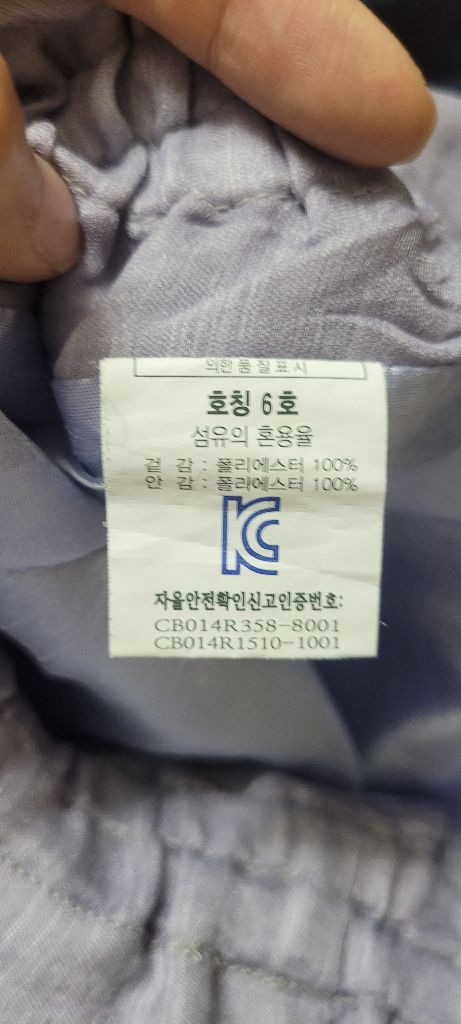 의한 품 질 표 시
호칭 6호
섬유의 혼용율
겉 감 : 폴리에스터 100%
안 감 : 폴리에스터 100%
KC
자율안전확인신고인증번호:
CB014R358-8001
CB014R1510-1001